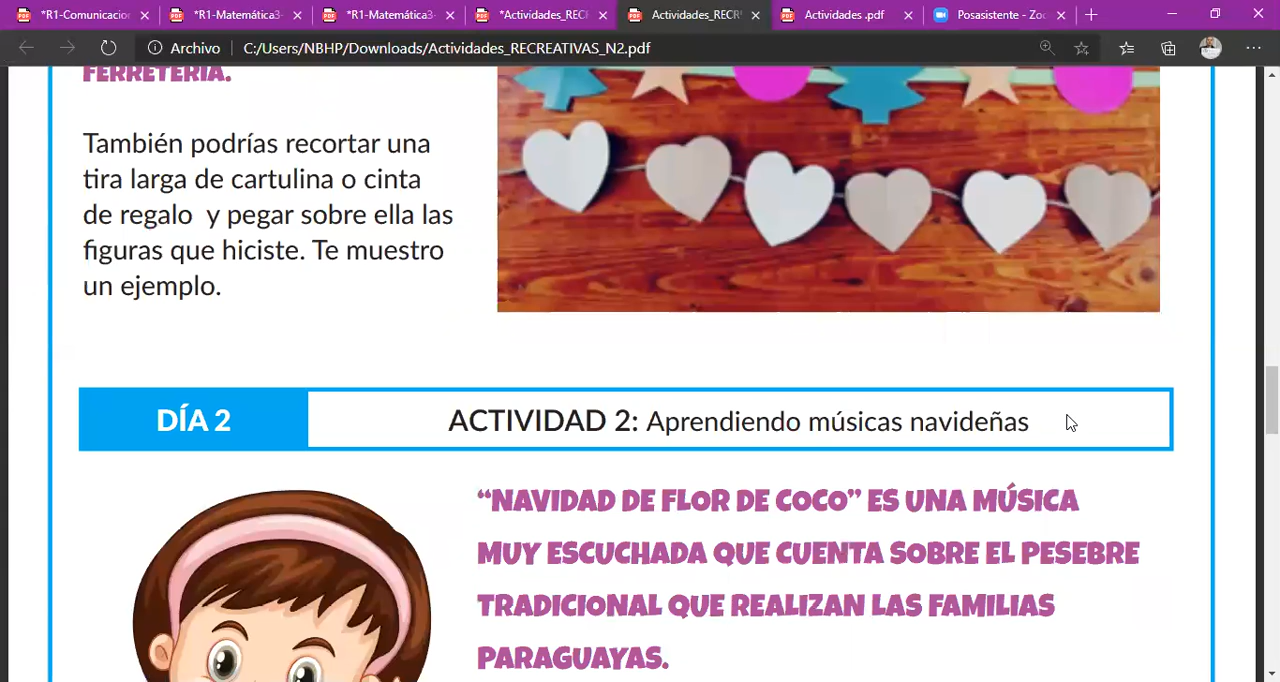 *R1-Comunicacio
*R1-Matemática3-
*R1-Matemática3-
*Actividades_REC
Actividades_RECR
Actividades .pdf
Posasistente - Zoo
Archivo
C:/Users/NBHP/Downloads/Actividades_RECREATIVAS_N2.pdf
FERRETERÍA.
También podrías recortar una
tira larga de cartulina o cinta
de regalo y pegar sobre ella las
figuras que hiciste. Te muestro
un ejemplo.
DÍA 2
ACTIVIDAD 2: Aprendiendo músicas navideñas
“NAVIDAD DE FLOR DE COCO” ES UNA MÚSICA
MUY ESCUCHADA QUE CUENTA SOBRE EL PESEBRE
TRADICIONAL QUE REALIZAN LAS FAMILIAS
PARAGUAYAS.